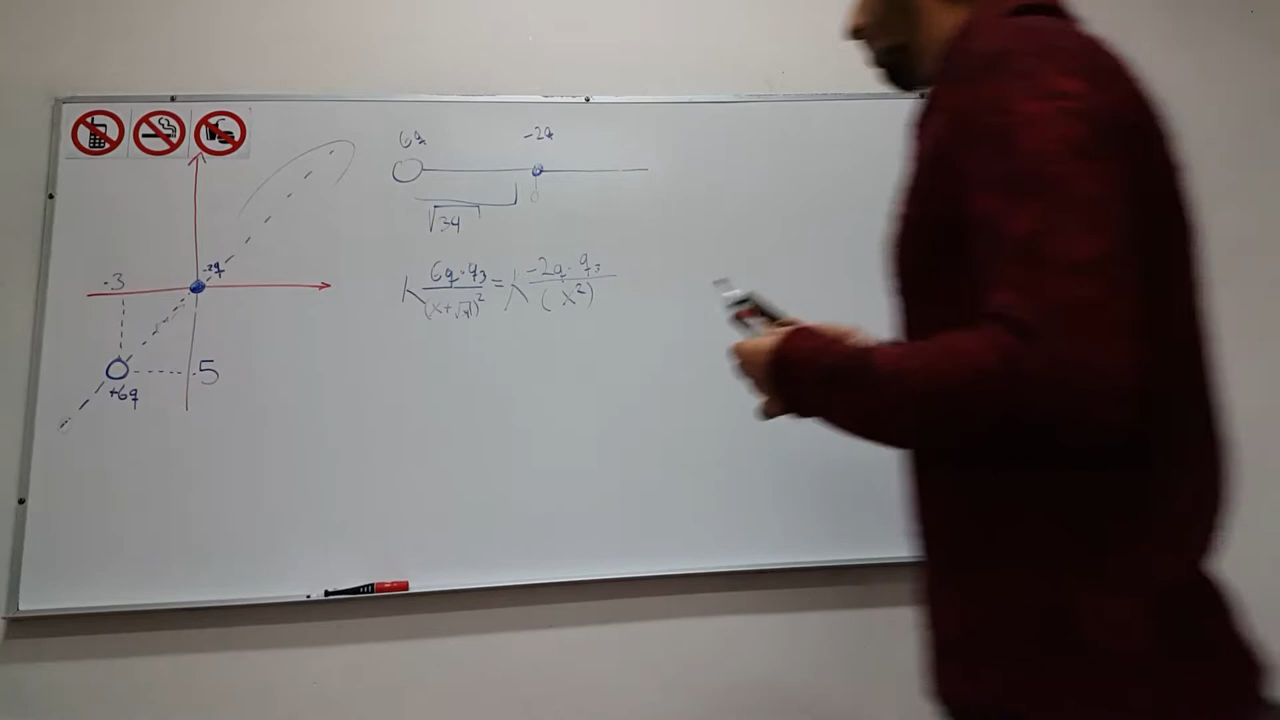 6q -2q
√34
-2q
-3
-5
+6q
6q·q₃/(x+√34)² = -2q·q₃/(x²)